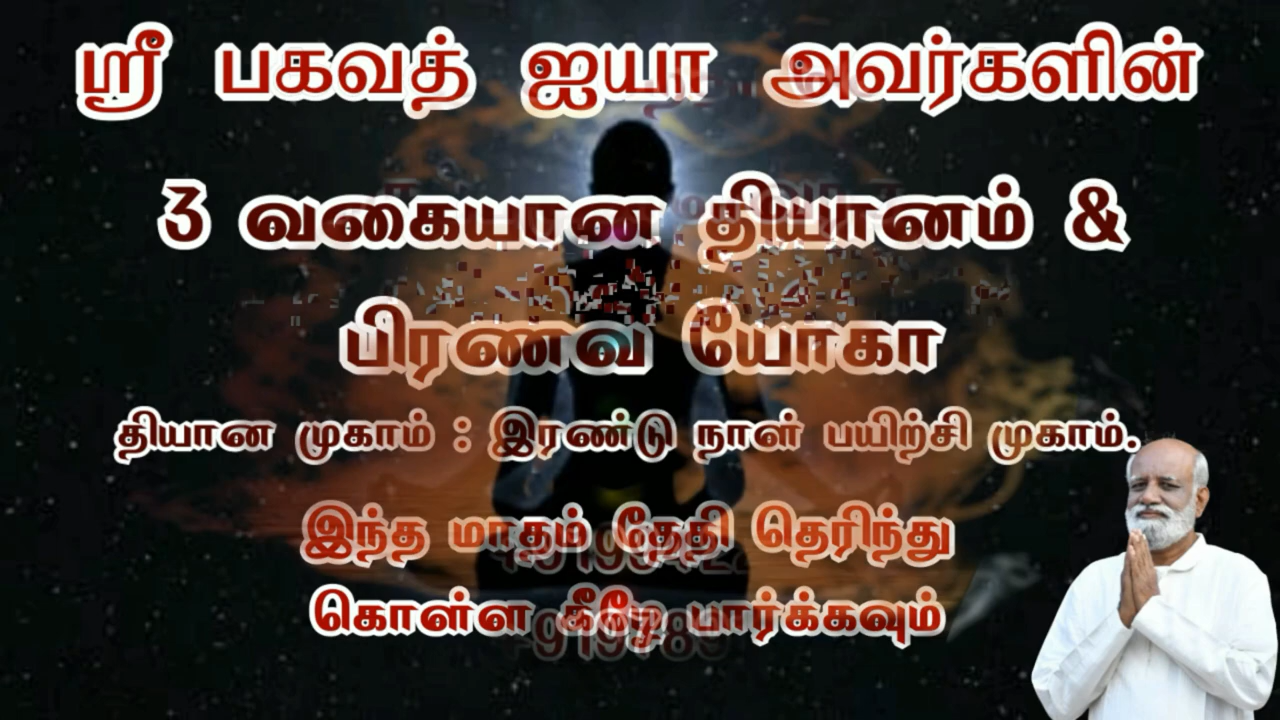 ஸ்ரீ பகவத் ஐயா அவர்களின்
3 வகையான தியானம் &
பிரணவ யோகா
தியான முகாம் : இரண்டு நாள் பயிற்சி முகாம்.
இந்த மாதம் தேதி தெரிந்து
கொள்ள கீழே பார்க்கவும்